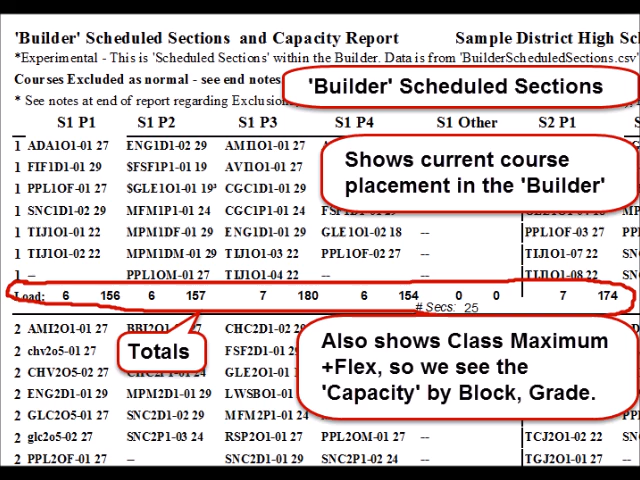 'Builder' Scheduled Sections and Capacity Report Sample District High Sc
*Experimental - This is 'Scheduled Sections' within the Builder. Data is from 'BuilderScheduledSections.csv'
Courses Excluded as normal - see end notes
* See notes at end of report regarding Exclusion
'Builder' Scheduled Sections
S1 P1 S1 P2 S1 P3 S1 P4 S1 Other S2 P1
1 ADA1O1-01 27 ENG1D1-02 29 AMI1O1-01 27
1 FIF1D1-01 29 $FSF1P1-01 19 AVI1O1-01 27
1 PPL1OF-01 27 $GLE1O1-01 19³ CGC1D1-01 29
Shows current course
placement in the 'Builder'
1 SNC1D1-02 29 MFM1P1-01 24 CGC1P1-01 24
1 TIJ1O1-01 22 MPM1DF-01 29 ENG1D1-01 29 GLE1O1-02 18 -- PPL1OF-03 27
1 TIJ1O1-02 22 MPM1DM-01 29 TIJ1O1-03 22 PPL1OF-02 27 -- TIJ1O1-07 22 SNC
1 -- PPL1OM-01 27 TIJ1O1-04 22 -- TIJ1O1-08 22
Load: 6 156 6 157 7 180 6 154 0 0 7 174
# Secs: 25
2 AMI2O1-01 27 BBI2O1- CHC2D1-02 29
2 chv2o5-01 27 FSF2D1-01
2 CHV2O5-02 27 GLE2O1-
2 ENG2D1-01 29 MPM2D1-01 29 LWSBO1-01
2 GLC2O5-01 27 SNC2D1-02 29 MFM2P1-01 24
Totals
Also shows Class Maximum
+Flex, so we see the
'Capacity' by Block, Grade.
2 glc2o5-02 27 SNC2P1-03 24 RSP2O1-01 27 PPL2OM-01 27 -- TCJ2O1-02 22 SNC
2 PPL2OF-01 27 -- SNC2D1-01 29 SNC2P1-02 24 -- TGJ2O1-01 27